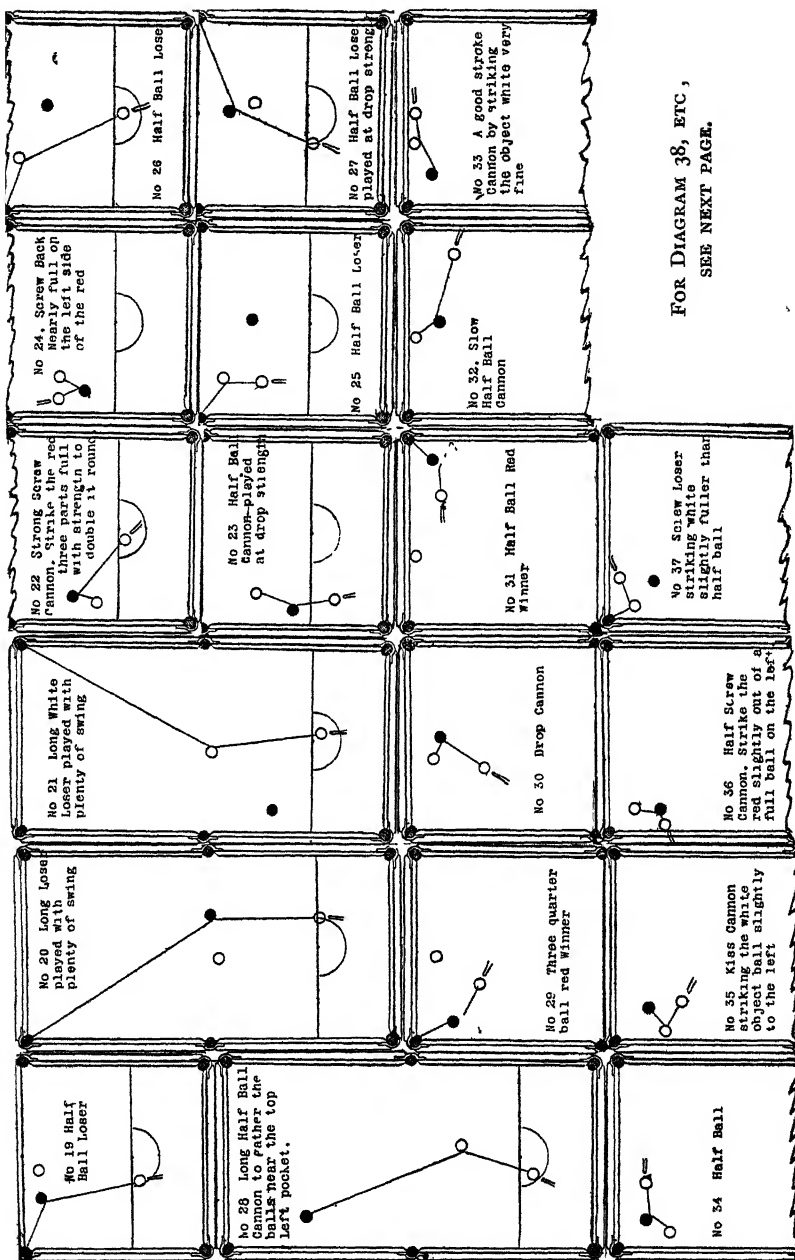 No 19 Half
Ball Loser
No 20 Long Loser
played with
plenty of swing
No 21 Long White
Loser played with
plenty of swing
No 22 Strong Screw
Cannon. Strike the red
three parts full
with strength to
double it round
No 23 Half Ball
Cannon-played
at drop strength
No 24. Screw Back
Nearly full on
the left side
of the red
No 25 Half Ball Loser
No 26 Half Ball Lose
No 27 Half Ball Lose
played at drop streng
No 28 Long Half Ball
Cannon to gather the
balls near the top
left pocket.
No 29 Three quarter
ball red Winner
No 30 Drop Cannon
No 31 Half Ball Red
Winner
No 32. Slow
Half Ball
Cannon
No 33 A good stroke
Cannon by striking
the object white very
fine
No 34 Half Ball
No 35 Kiss Cannon
striking the white
object ball slightly
to the left
No 36 Half Screw
Cannon. Strike the
red slightly out of a
full ball on the left
No 37 Screw Loser
striking white
slightly fuller than
half ball
FOR DIAGRAM 38, ETC,
SEE NEXT PAGE.